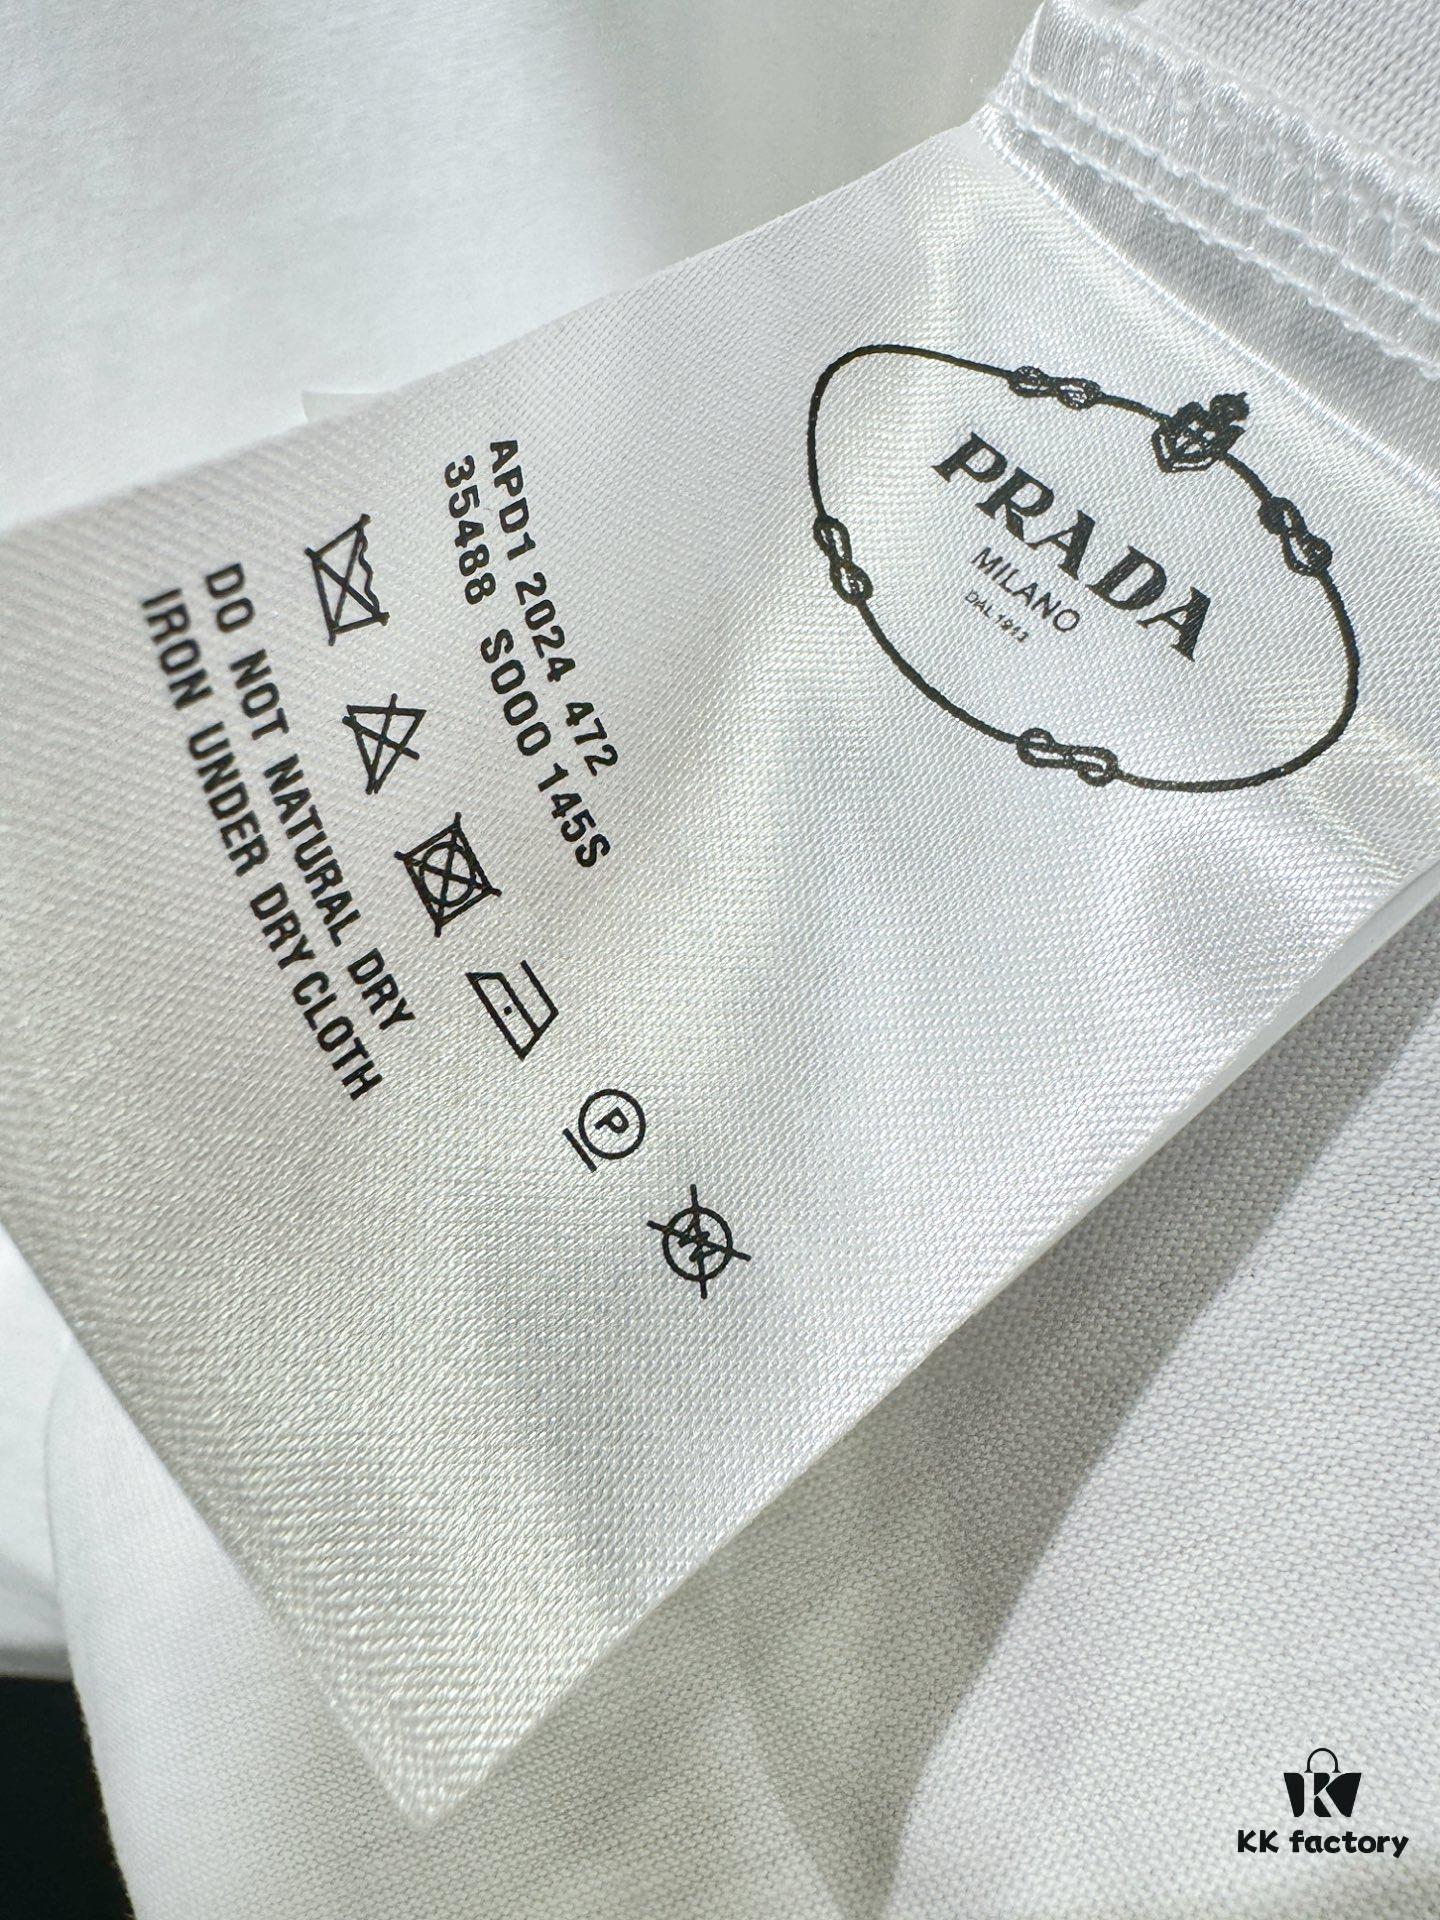 PRADA
MILANO
DAL 1913
APD1 2024 472
35488 S000 145S
P
DO NOT NATURAL DRY
IRON UNDER DRY CLOTH
KK factory